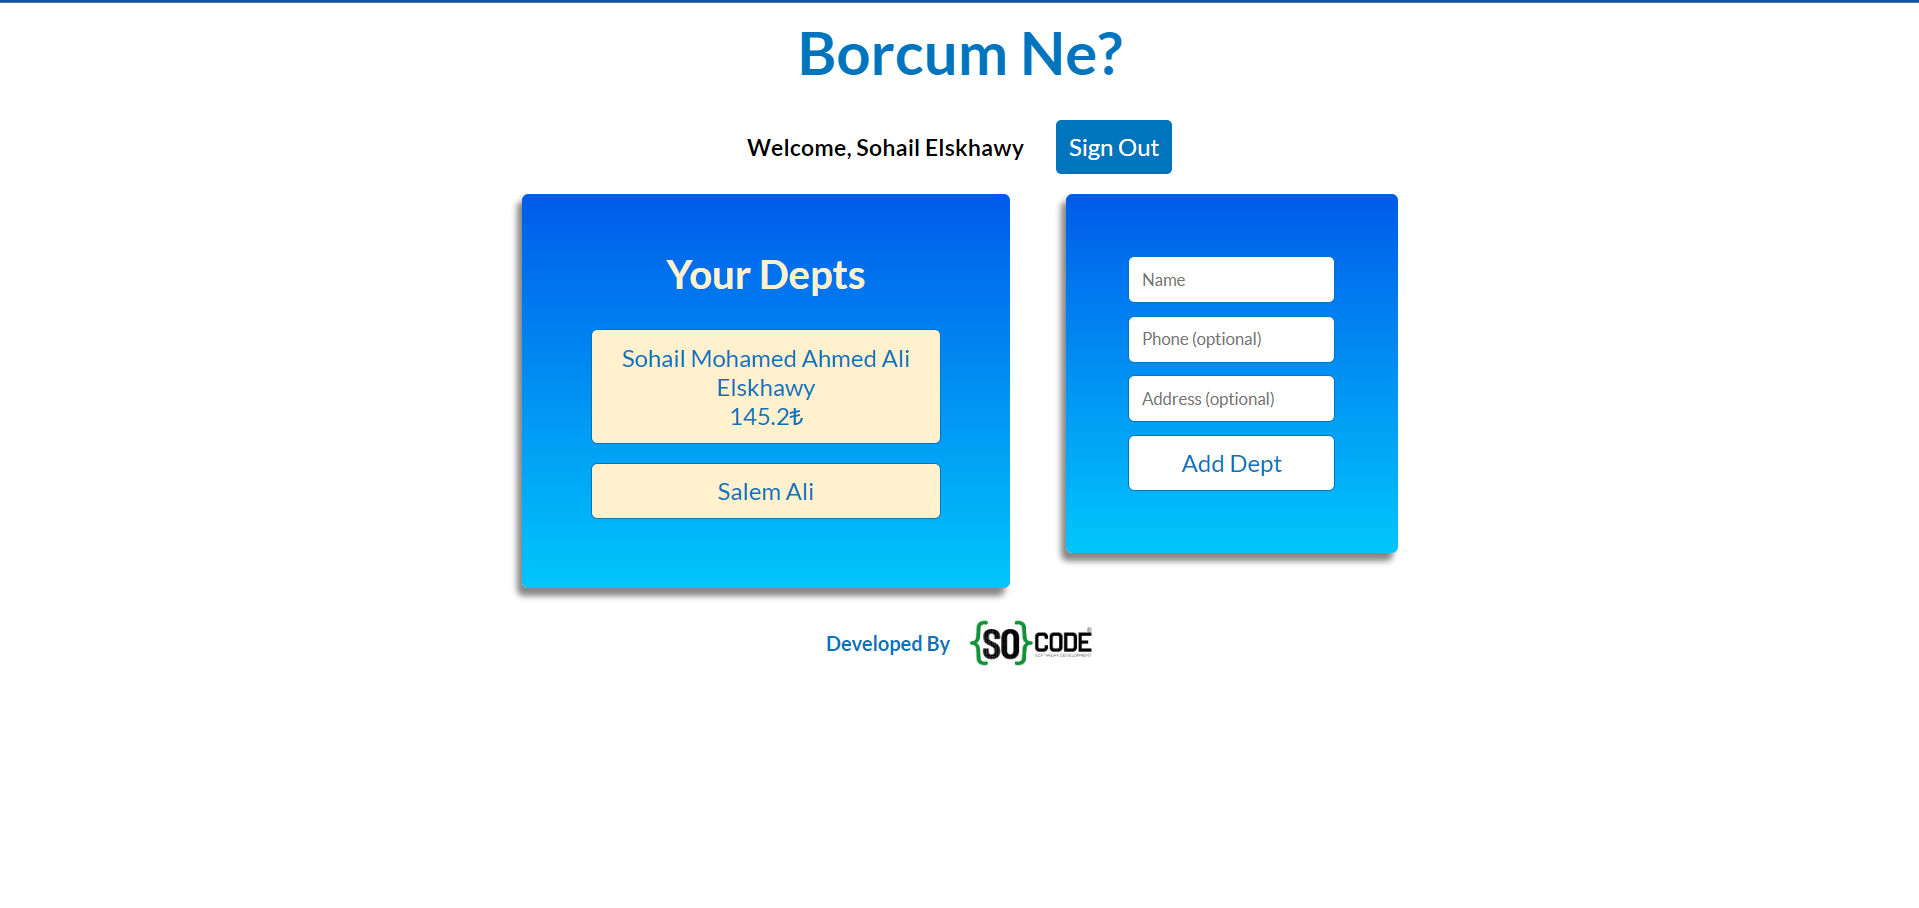 Borcum Ne?
Welcome, Sohail Elskhawy
Sign Out
Your Depts
Sohail Mohamed Ahmed Ali
Elskhawy
145.2₺
Salem Ali
Name
Phone (optional)
Address (optional)
Add Dept
Developed By
{SO}CODE